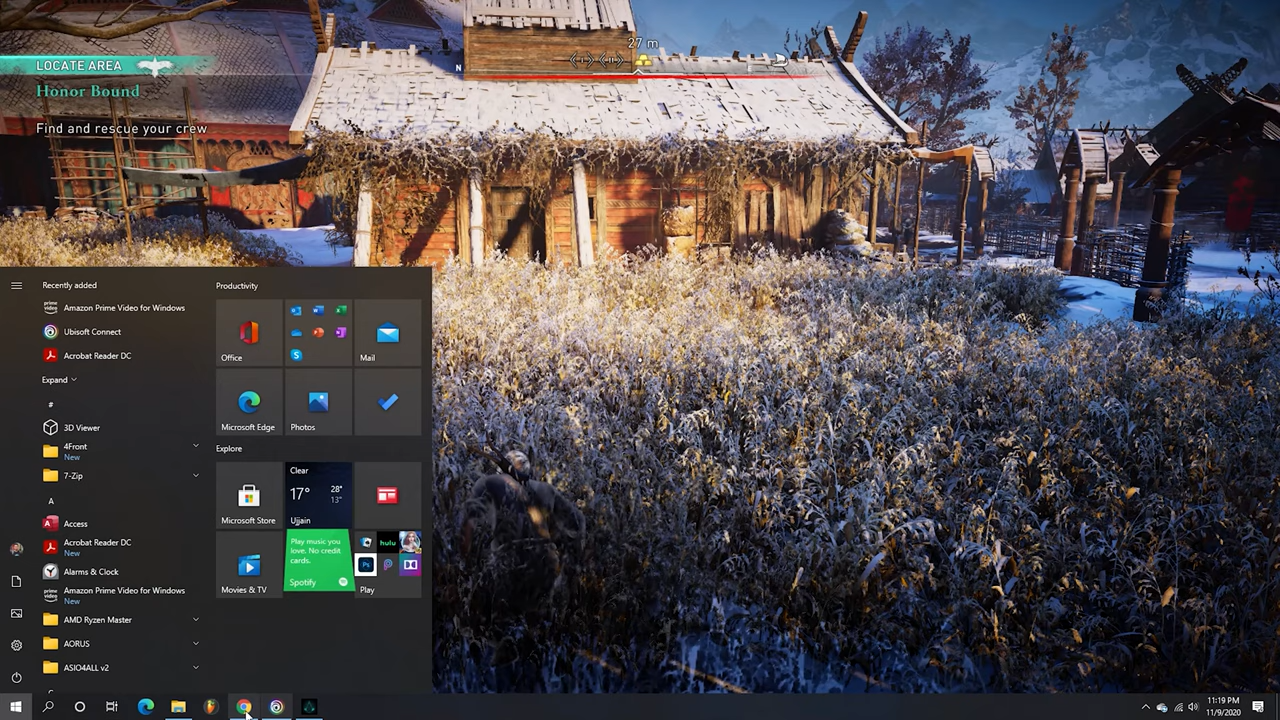 27 m
LOCATE AREA
N
Honor Bound
Find and rescue your crew
Recently added
Amazon Prime Video for Windows
Ubisoft Connect
Acrobat Reader DC
Expand
#
3D Viewer
4Front
New
7-Zip
A
Access
Acrobat Reader DC
New
Alarms & Clock
Amazon Prime Video for Windows
New
AMD Ryzen Master
AORUS
ASIO4ALL v2
Productivity
Office
Mail
Microsoft Edge
Photos
Explore
Microsoft Store
Clear
17° 28°
13°
Ujjain
Movies & TV
Play music you
love. No credit
cards.
Spotify
hulu
Ps
Play
11:19 PM
11/9/2020